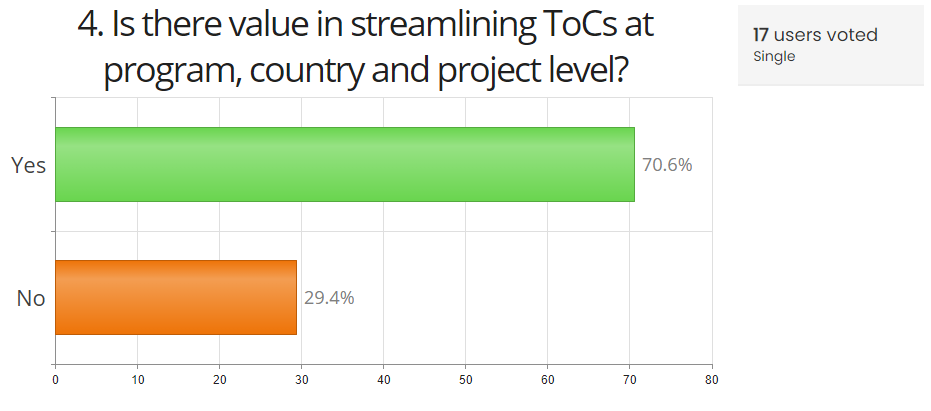 4. Is there value in streamlining ToCs at
program, country and project level?
17 users voted
Single
Yes
70.6%
No
29.4%
0 10 20 30 40 50 60 70 80